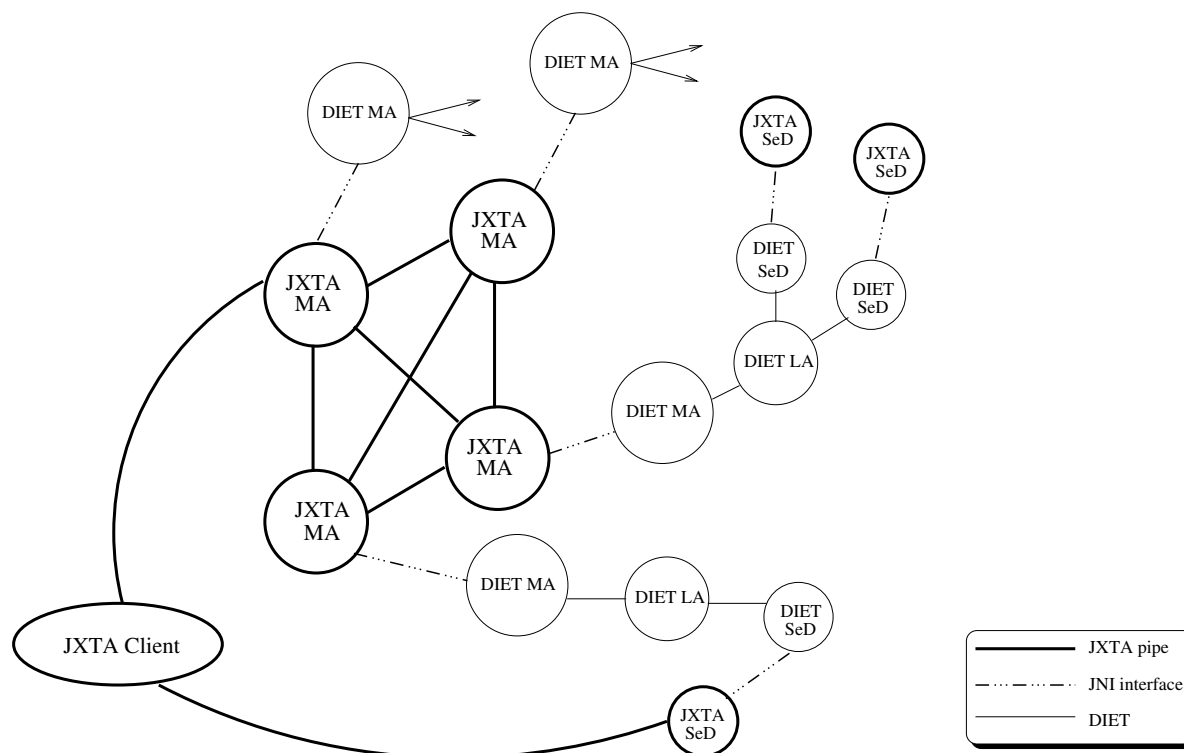 DIET MA
DIET MA
JXTA
SeD
JXTA
SeD
JXTA
MA
DIET
SeD
JXTA
MA
DIET
SeD
DIET LA
DIET MA
JXTA
MA
JXTA
MA
DIET MA
DIET LA
DIET
SeD
JXTA Client
JXTA pipe
JNI interface
DIET
JXTA
SeD